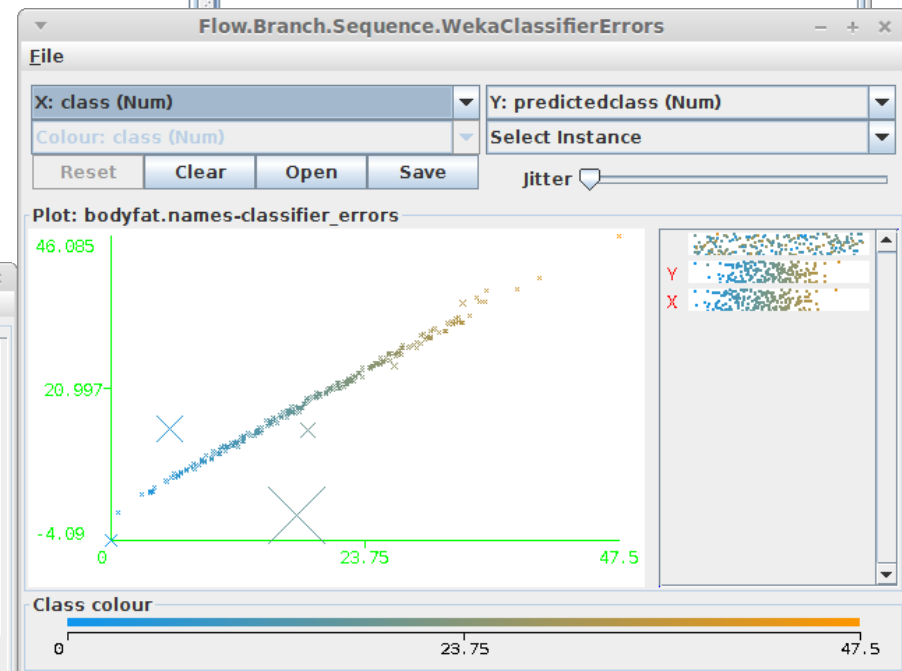 Flow.Branch.Sequence.WekaClassifierErrors
File
X: class (Num) Y: predictedclass (Num)
Colour: class (Num) Select Instance
Reset Clear Open Save Jitter
Plot: bodyfat.names-classifier_errors
46.085
20.997
-4.09
0 23.75 47.5
Y
X
Class colour
0 23.75 47.5